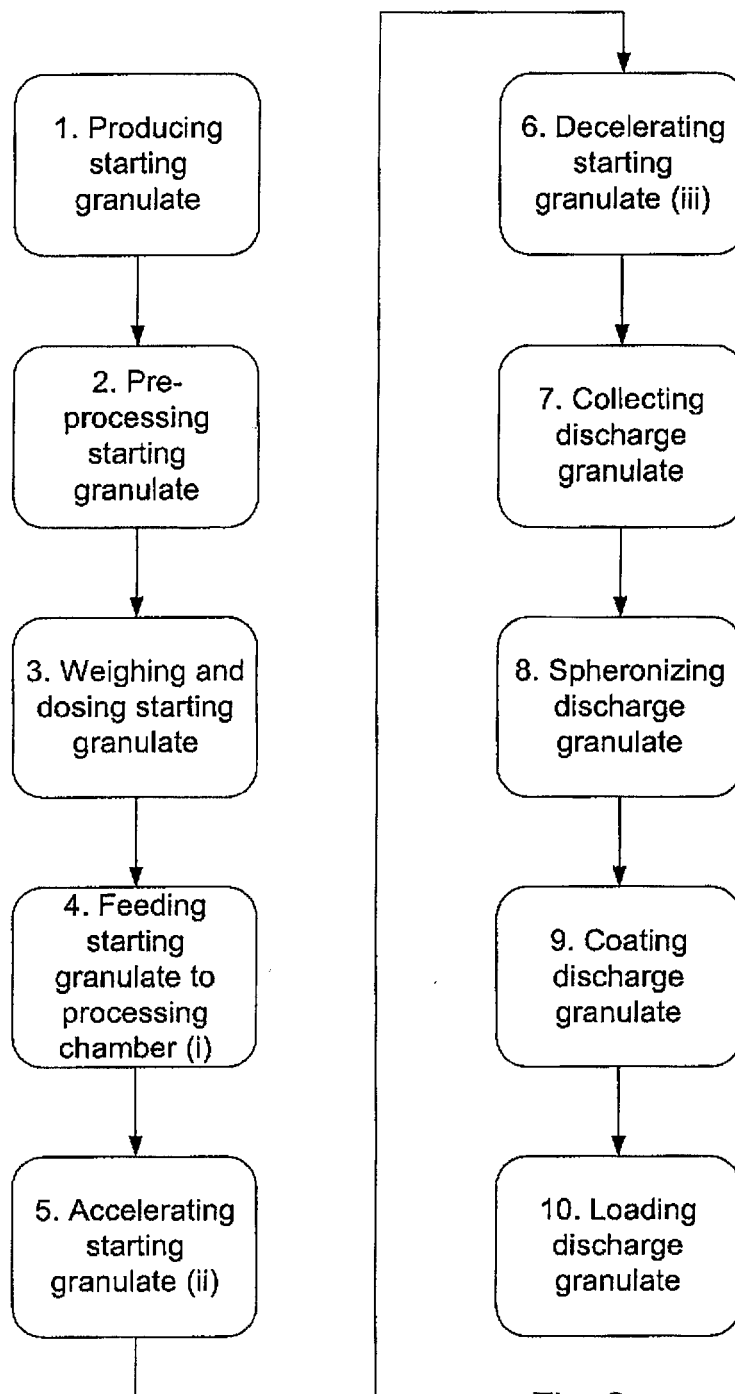 1. Producing
starting
granulate
2. Pre-
processing
starting
granulate
3. Weighing and
dosing starting
granulate
4. Feeding
starting
granulate to
processing
chamber (i)
5. Accelerating
starting
granulate (ii)
6. Decelerating
starting
granulate (iii)
7. Collecting
discharge
granulate
8. Spheronizing
discharge
granulate
9. Coating
discharge
granulate
10. Loading
discharge
granulate